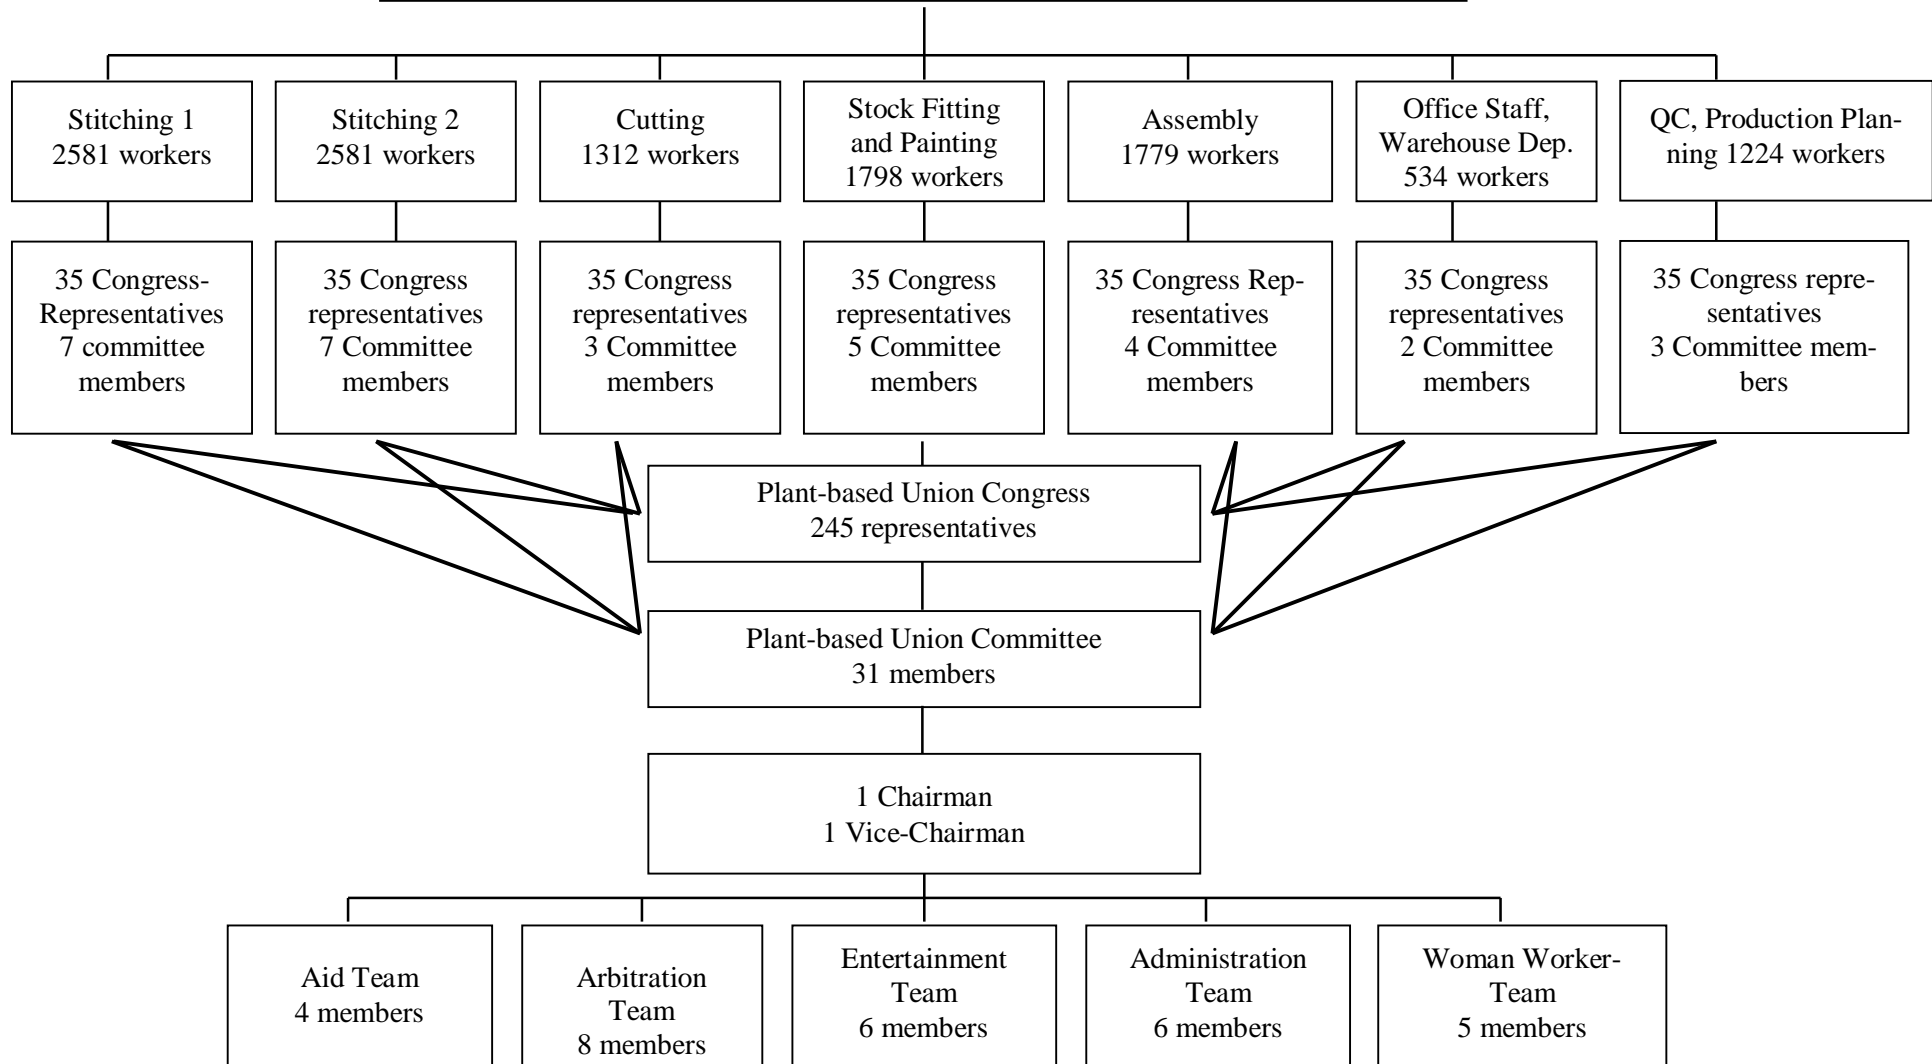 Stitching 1
2581 workers
Stitching 2
2581 workers
Cutting
1312 workers
Stock Fitting
and Painting
1798 workers
Assembly
1779 workers
Office Staff,
Warehouse Dep.
534 workers
QC, Production Plan-
ning 1224 workers
35 Congress-
Representatives
7 committee
members
35 Congress
representatives
7 Committee
members
35 Congress
representatives
3 Committee
members
35 Congress
representatives
5 Committee
members
35 Congress Rep-
resentatives
4 Committee
members
35 Congress
representatives
2 Committee
members
35 Congress repre-
sentatives
3 Committee mem-
bers
Plant-based Union Congress
245 representatives
Plant-based Union Committee
31 members
1 Chairman
1 Vice-Chairman
Aid Team
4 members
Arbitration
Team
8 members
Entertainment
Team
6 members
Administration
Team
6 members
Woman Worker-
Team
5 members